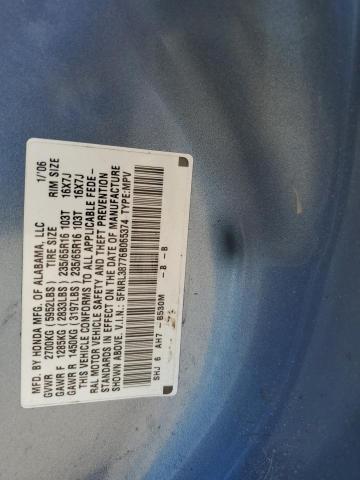 MFD. BY HONDA MFG. OF ALABAMA, LLC 1/'06
GVWR 2700KG (5952LBS) TIRE SIZE RIM SIZE
GAWR F 1285KG (2833LBS) 235/65R16 103T 16X7J
GAWR R 1450KG (3197LBS) 235/65R16 103T 16X7J
THIS VEHICLE CONFORMS TO ALL APPLICABLE FEDE-
RAL MOTOR VEHICLE SAFETY AND THEFT PREVENTION
STANDARDS IN EFFECT ON THE DATE OF MANUFACTURE
SHOWN ABOVE. V.I.N.: 5FNRL38776B065374 TYPE:MPV
SHJ 6 AH7 -B530M - B - B